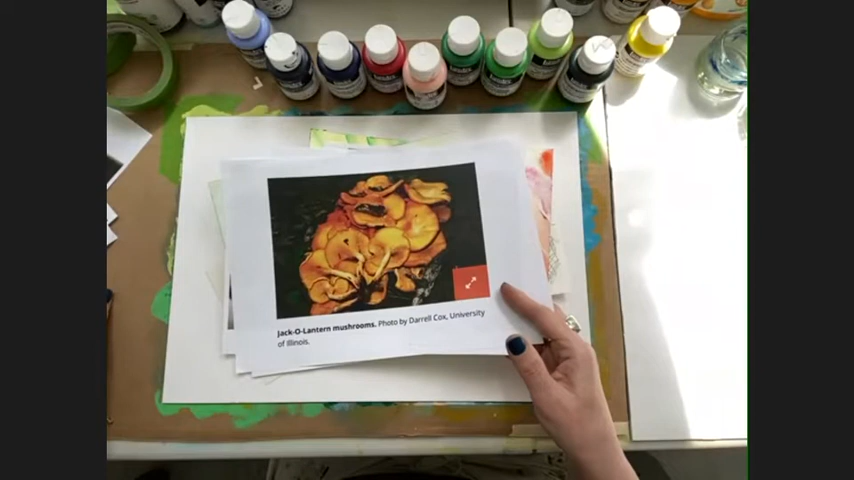 Jack-O-Lantern mushrooms. Photo by Darrell Cox, University
of Illinois.